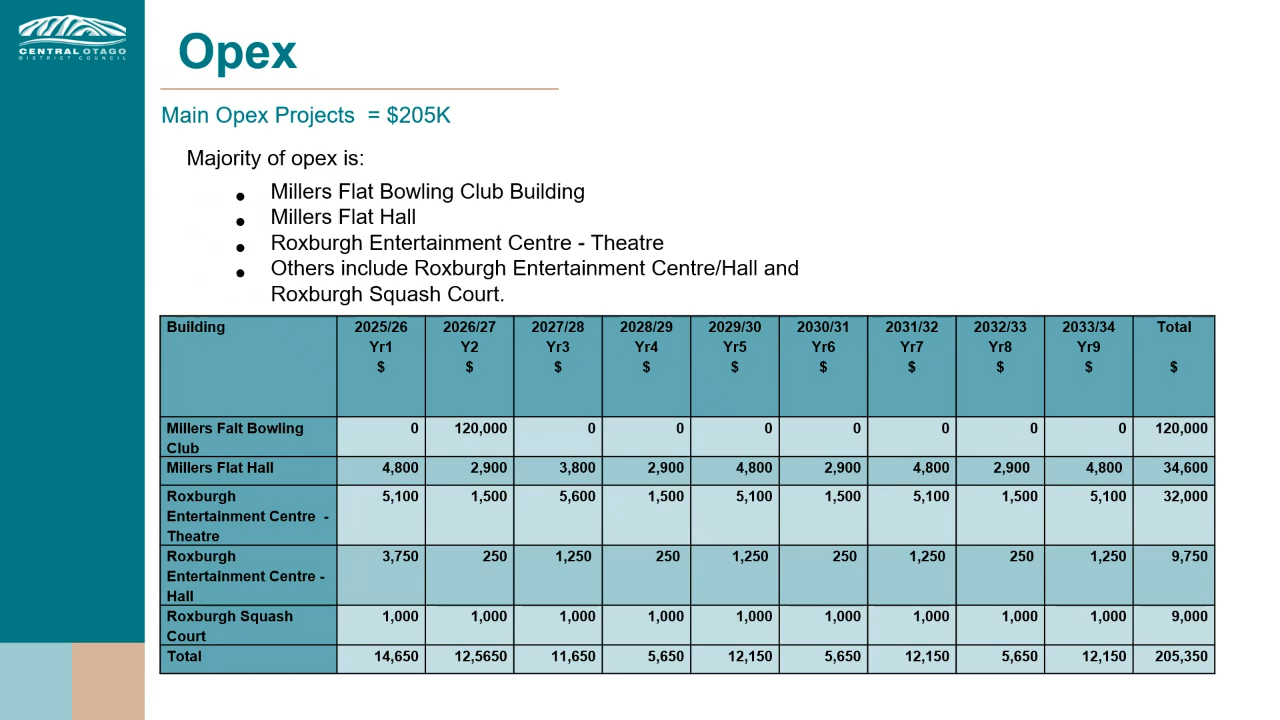 CENTRAL OTAGO
DISTRICT COUNCIL
Opex
Main Opex Projects = $205K
Majority of opex is:
● Millers Flat Bowling Club Building
● Millers Flat Hall
● Roxburgh Entertainment Centre - Theatre
● Others include Roxburgh Entertainment Centre/Hall and
Roxburgh Squash Court.
Building 2025/26 2026/27 2027/28 2028/29 2029/30 2030/31 2031/32 2032/33 2033/34 Total
Yr1 Y2 Yr3 Yr4 Yr5 Yr6 Yr7 Yr8 Yr9
$ $ $ $ $ $ $ $ $ $
Millers Falt Bowling 0 120,000 0 0 0 0 0 0 0 120,000
Club
Millers Flat Hall 4,800 2,900 3,800 2,900 4,800 2,900 4,800 2,900 4,800 34,600
Roxburgh 5,100 1,500 5,600 1,500 5,100 1,500 5,100 1,500 5,100 32,000
Entertainment Centre -
Theatre
Roxburgh 3,750 250 1,250 250 1,250 250 1,250 250 1,250 9,750
Entertainment Centre -
Hall
Roxburgh Squash 1,000 1,000 1,000 1,000 1,000 1,000 1,000 1,000 1,000 9,000
Court
Total 14,650 12,5650 11,650 5,650 12,150 5,650 12,150 5,650 12,150 205,350